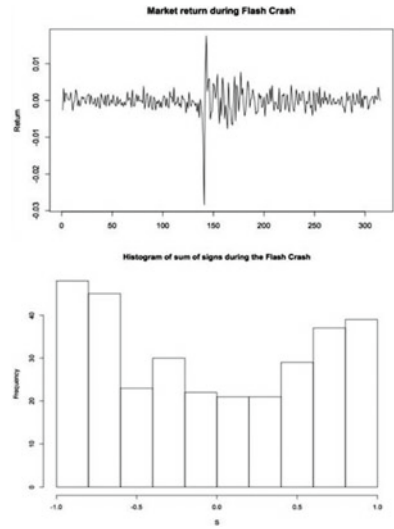 Market return during Flash Crash
Return
0.01
0.00
-0.01
-0.02
-0.03
0 50 100 150 200 250 300
Histogram of sum of signs during the Flash Crash
Frequency
40
30
20
10
0
-1.0 -0.5 0.0 0.5 1.0
S